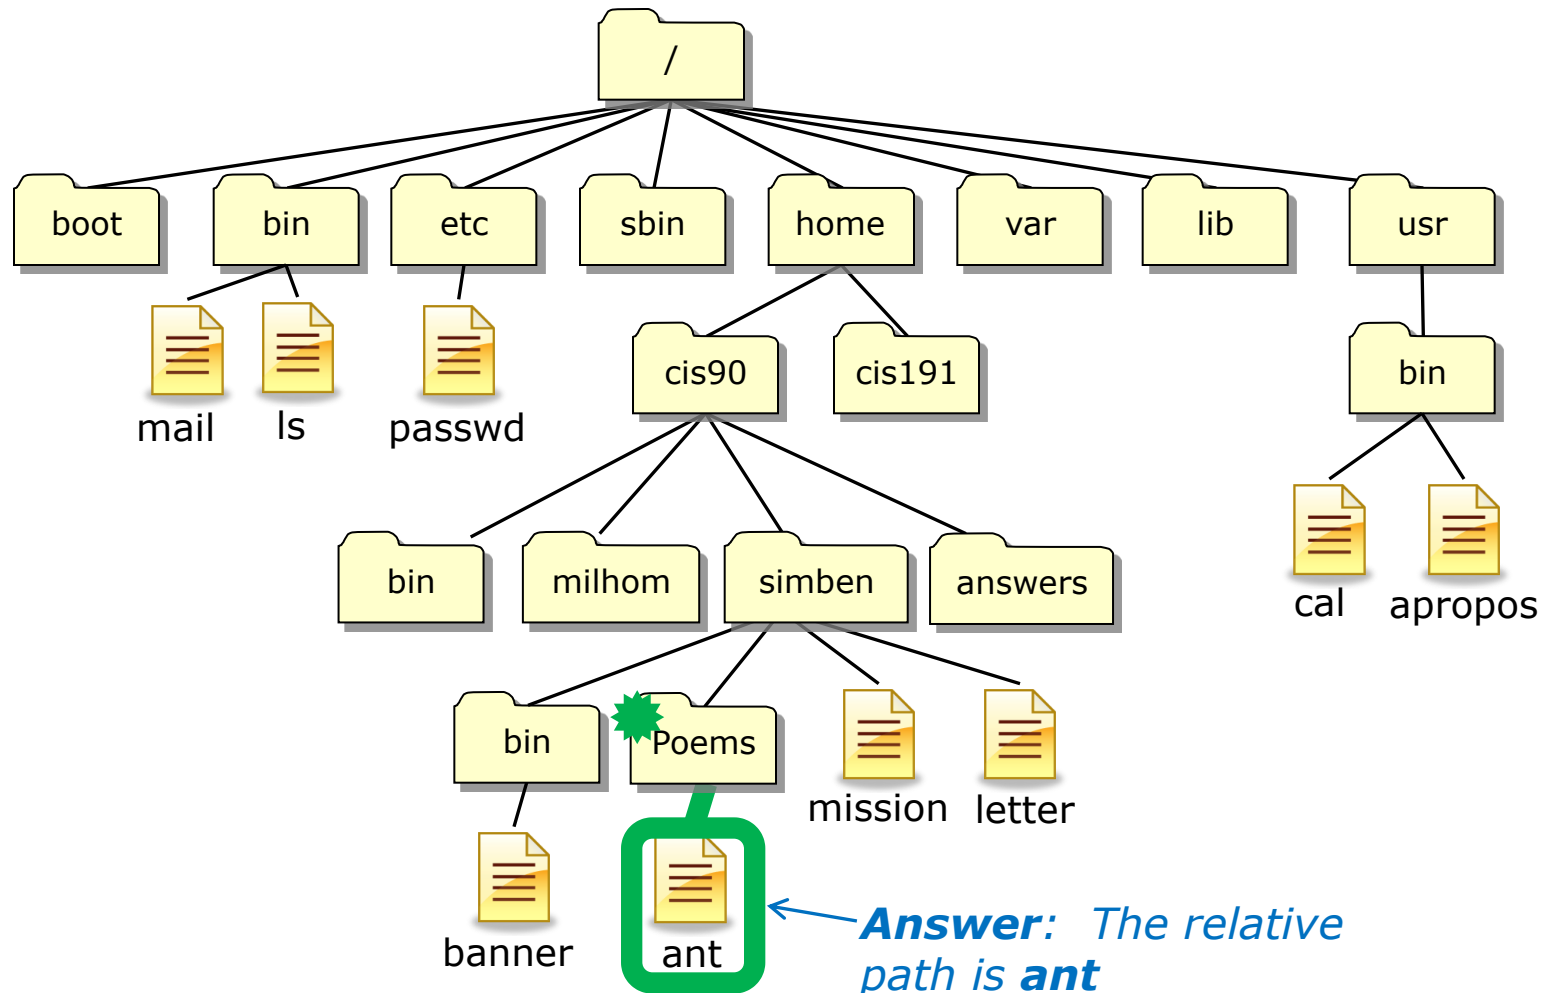 /
boot bin etc sbin home var lib usr
mail ls passwd cis90 cis191 bin
bin milhom simben answers cal apropos
bin Poems mission letter
banner ant
Answer: The relative
path is ant